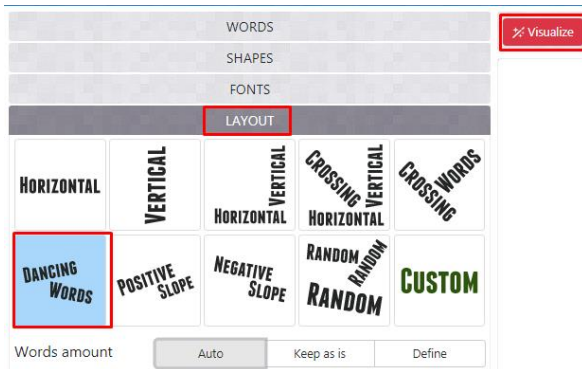 WORDS
Visualize
SHAPES
FONTS
LAYOUT
HORIZONTAL
VERTICAL
HORIZONTAL
VERTICAL
CROSSING
VERTICAL
HORIZONTAL
CROSSING
WORDS
DANCING
WORDS
POSITIVE
SLOPE
NEGATIVE
SLOPE
RANDOM
RANDOM
RANDOM
CUSTOM
Words amount Auto Keep as is Define